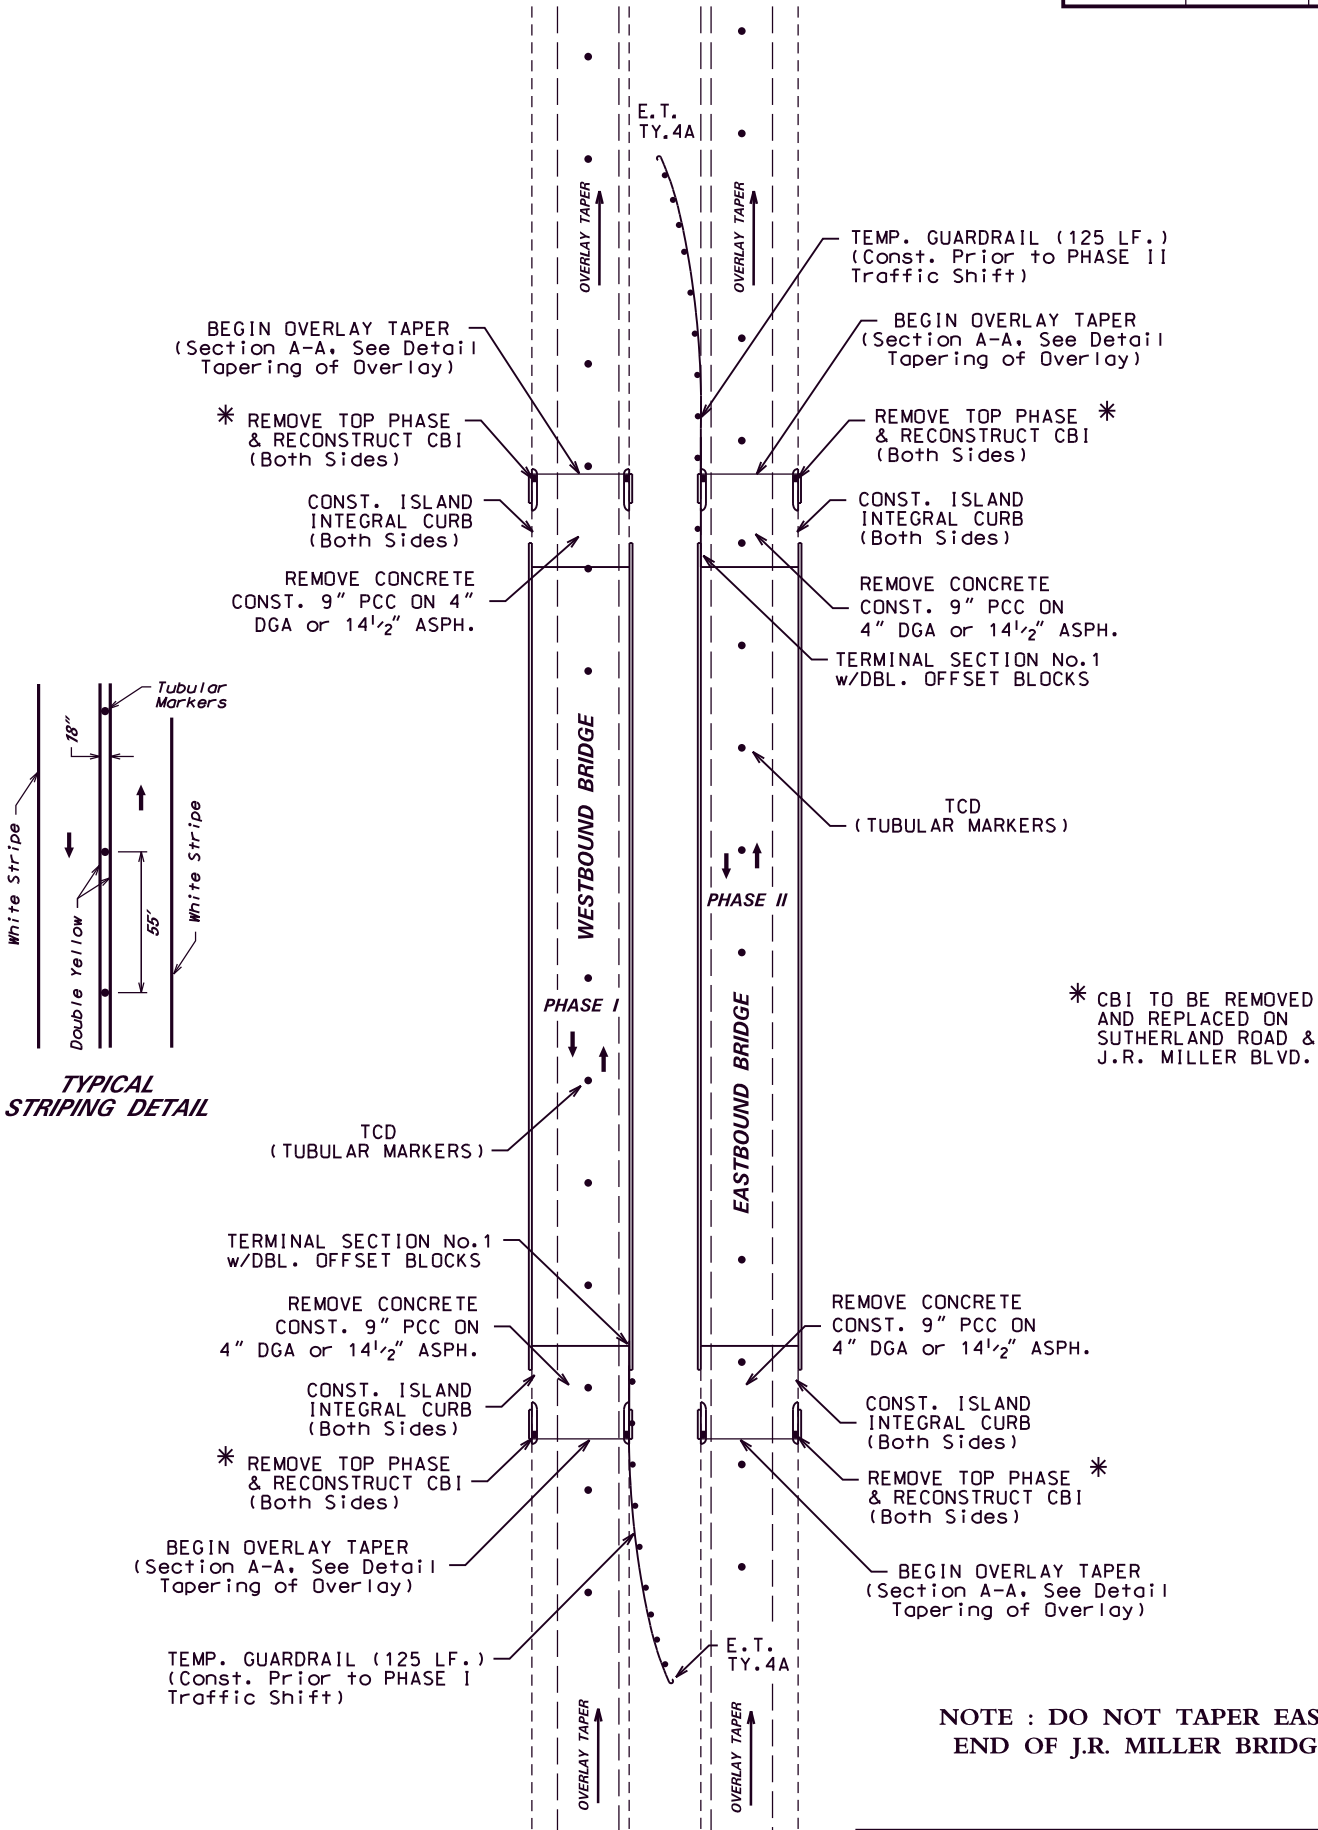 E.T.
TY.4A
OVERLAY TAPER
OVERLAY TAPER
TEMP. GUARDRAIL (125 LF.)
(Const. Prior to PHASE II
Traffic Shift)
BEGIN OVERLAY TAPER
(Section A-A. See Detail
Tapering of Overlay)
BEGIN OVERLAY TAPER
(Section A-A. See Detail
Tapering of Overlay)
* REMOVE TOP PHASE
& RECONSTRUCT CBI
(Both Sides)
REMOVE TOP PHASE *
& RECONSTRUCT CBI
(Both Sides)
CONST. ISLAND
INTEGRAL CURB
(Both Sides)
CONST. ISLAND
INTEGRAL CURB
(Both Sides)
REMOVE CONCRETE
CONST. 9" PCC ON 4"
DGA or 14 1/2" ASPH.
REMOVE CONCRETE
CONST. 9" PCC ON
4" DGA or 14 1/2" ASPH.
TERMINAL SECTION No.1
w/DBL. OFFSET BLOCKS
Tubular
Markers
18"
White Stripe
Double Yellow
55'
White Stripe
TYPICAL
STRIPING DETAIL
WESTBOUND BRIDGE
PHASE I
TCD
(TUBULAR MARKERS)
PHASE II
EASTBOUND BRIDGE
* CBI TO BE REMOVED
AND REPLACED ON
SUTHERLAND ROAD &
J.R. MILLER BLVD.
TCD
(TUBULAR MARKERS)
TERMINAL SECTION No.1
w/DBL. OFFSET BLOCKS
REMOVE CONCRETE
CONST. 9" PCC ON
4" DGA or 14 1/2" ASPH.
REMOVE CONCRETE
CONST. 9" PCC ON
4" DGA or 14 1/2" ASPH.
CONST. ISLAND
INTEGRAL CURB
(Both Sides)
CONST. ISLAND
INTEGRAL CURB
(Both Sides)
* REMOVE TOP PHASE
& RECONSTRUCT CBI
(Both Sides)
REMOVE TOP PHASE *
& RECONSTRUCT CBI
(Both Sides)
BEGIN OVERLAY TAPER
(Section A-A. See Detail
Tapering of Overlay)
BEGIN OVERLAY TAPER
(Section A-A. See Detail
Tapering of Overlay)
TEMP. GUARDRAIL (125 LF.)
(Const. Prior to PHASE I
Traffic Shift)
E.T.
TY.4A
OVERLAY TAPER
OVERLAY TAPER
NOTE : DO NOT TAPER EAS
END OF J.R. MILLER BRIDG